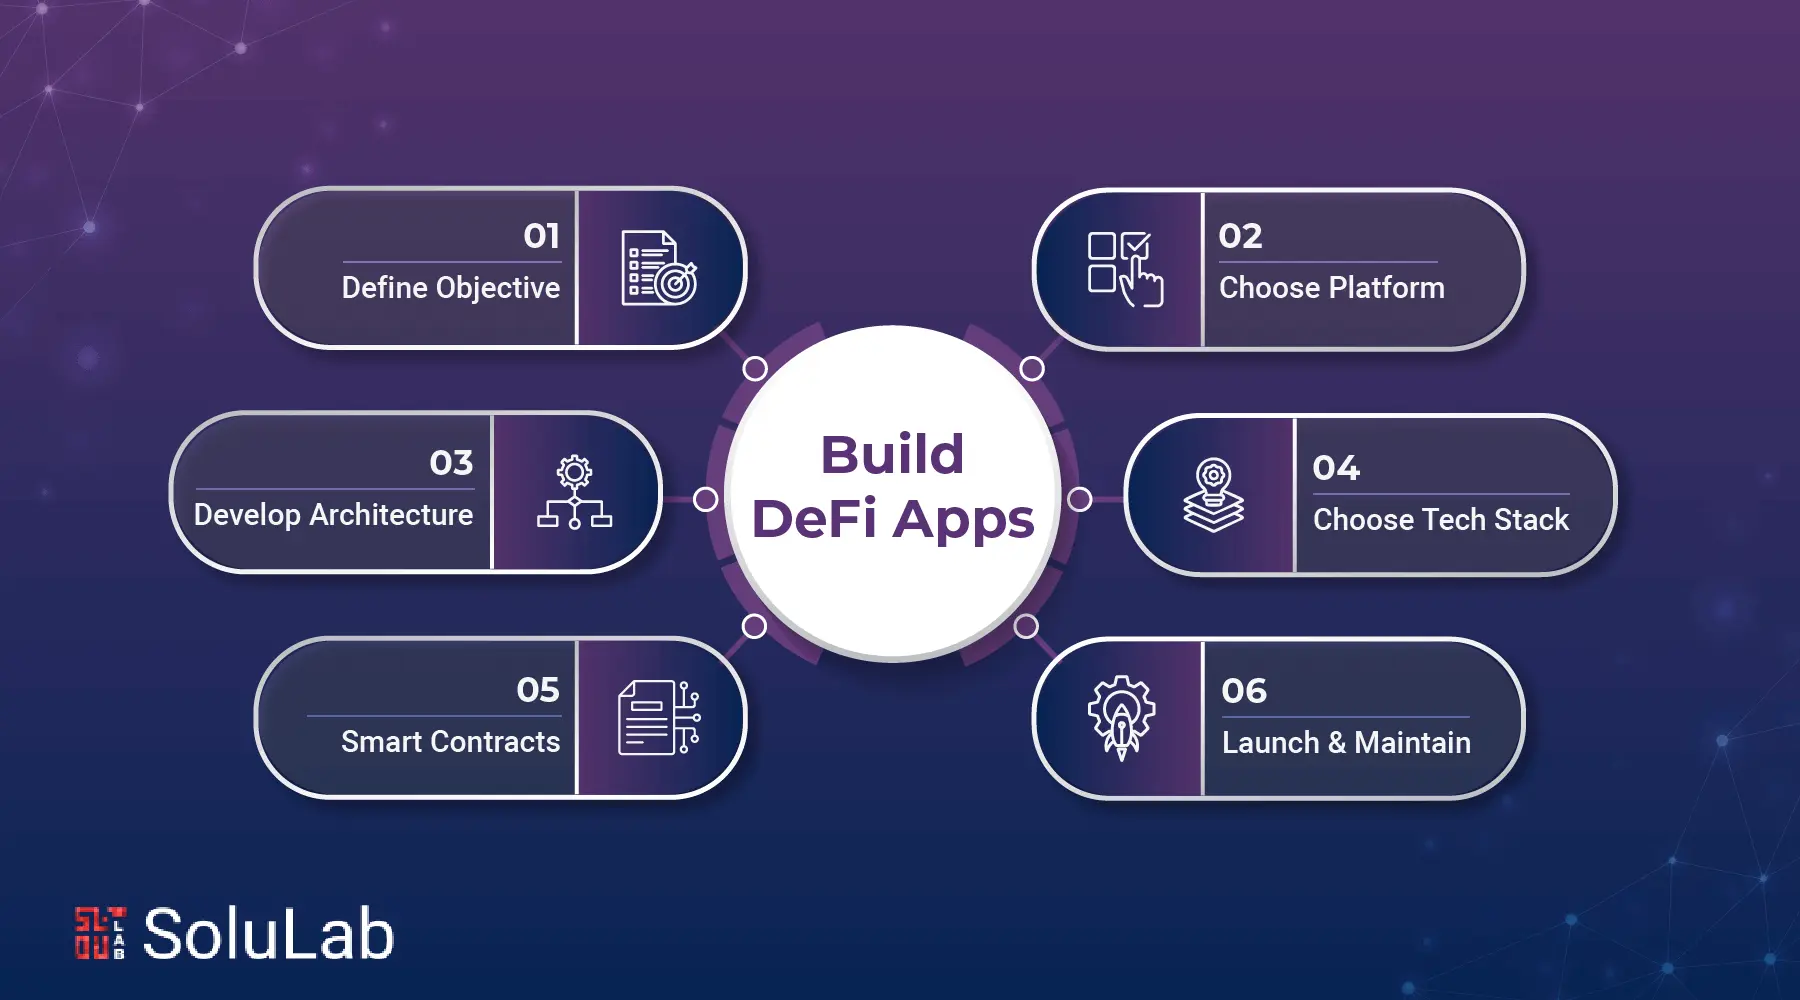 01
Define Objective
02
Choose Platform
03
Develop Architecture
04
Choose Tech Stack
05
Smart Contracts
06
Launch & Maintain
Build
DeFi Apps
SoluLab